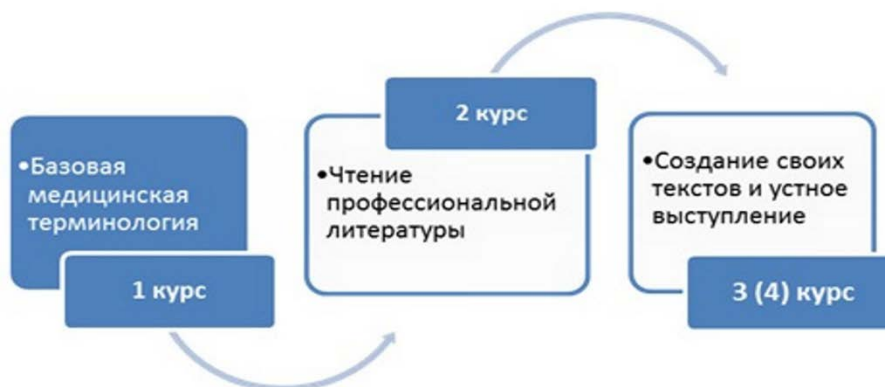 •Базовая
медицинская
терминология
1 курс
2 курс
•Чтение
профессиональной
литературы
•Создание своих
текстов и устное
выступление
3 (4) курс